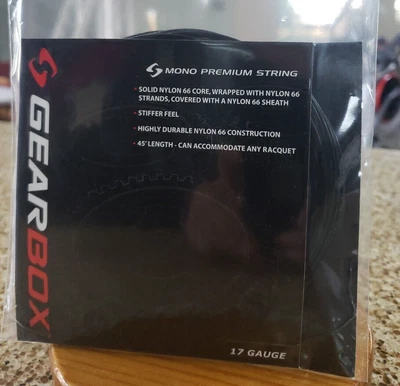 GEARBOX
MONO PREMIUM STRING
• SOLID NYLON 66 CORE, WRAPPED WITH NYLON 66
STRANDS, COVERED WITH A NYLON 66 SHEATH
• STIFFER FEEL
• HIGHLY DURABLE NYLON 66 CONSTRUCTION
• 45' LENGTH - CAN ACCOMMODATE ANY RACQUET
17 GAUGE